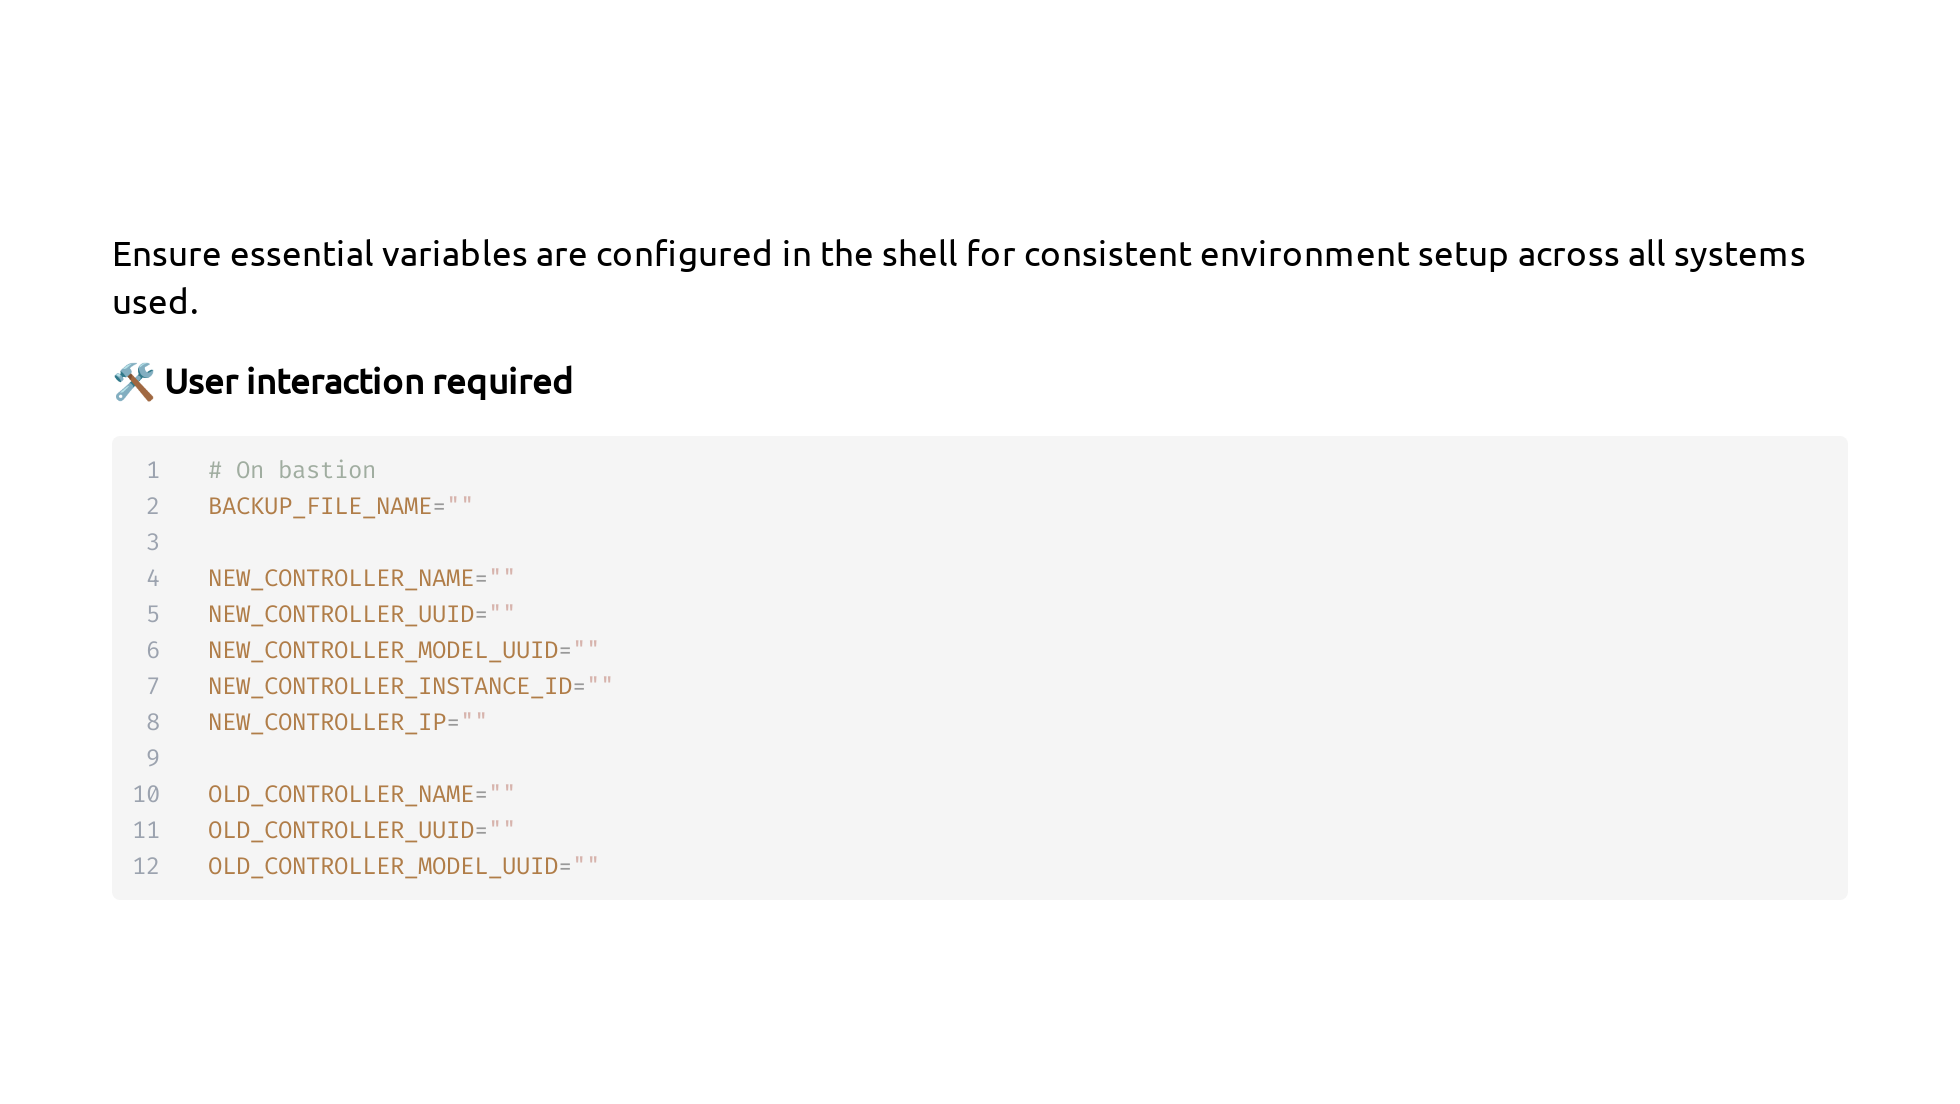 Ensure essential variables are configured in the shell for consistent environment setup across all systems
used.
🛠️ User interaction required
1 # On bastion
2 BACKUP_FILE_NAME=""
3
4 NEW_CONTROLLER_NAME=""
5 NEW_CONTROLLER_UUID=""
6 NEW_CONTROLLER_MODEL_UUID=""
7 NEW_CONTROLLER_INSTANCE_ID=""
8 NEW_CONTROLLER_IP=""
9
10 OLD_CONTROLLER_NAME=""
11 OLD_CONTROLLER_UUID=""
12 OLD_CONTROLLER_MODEL_UUID=""